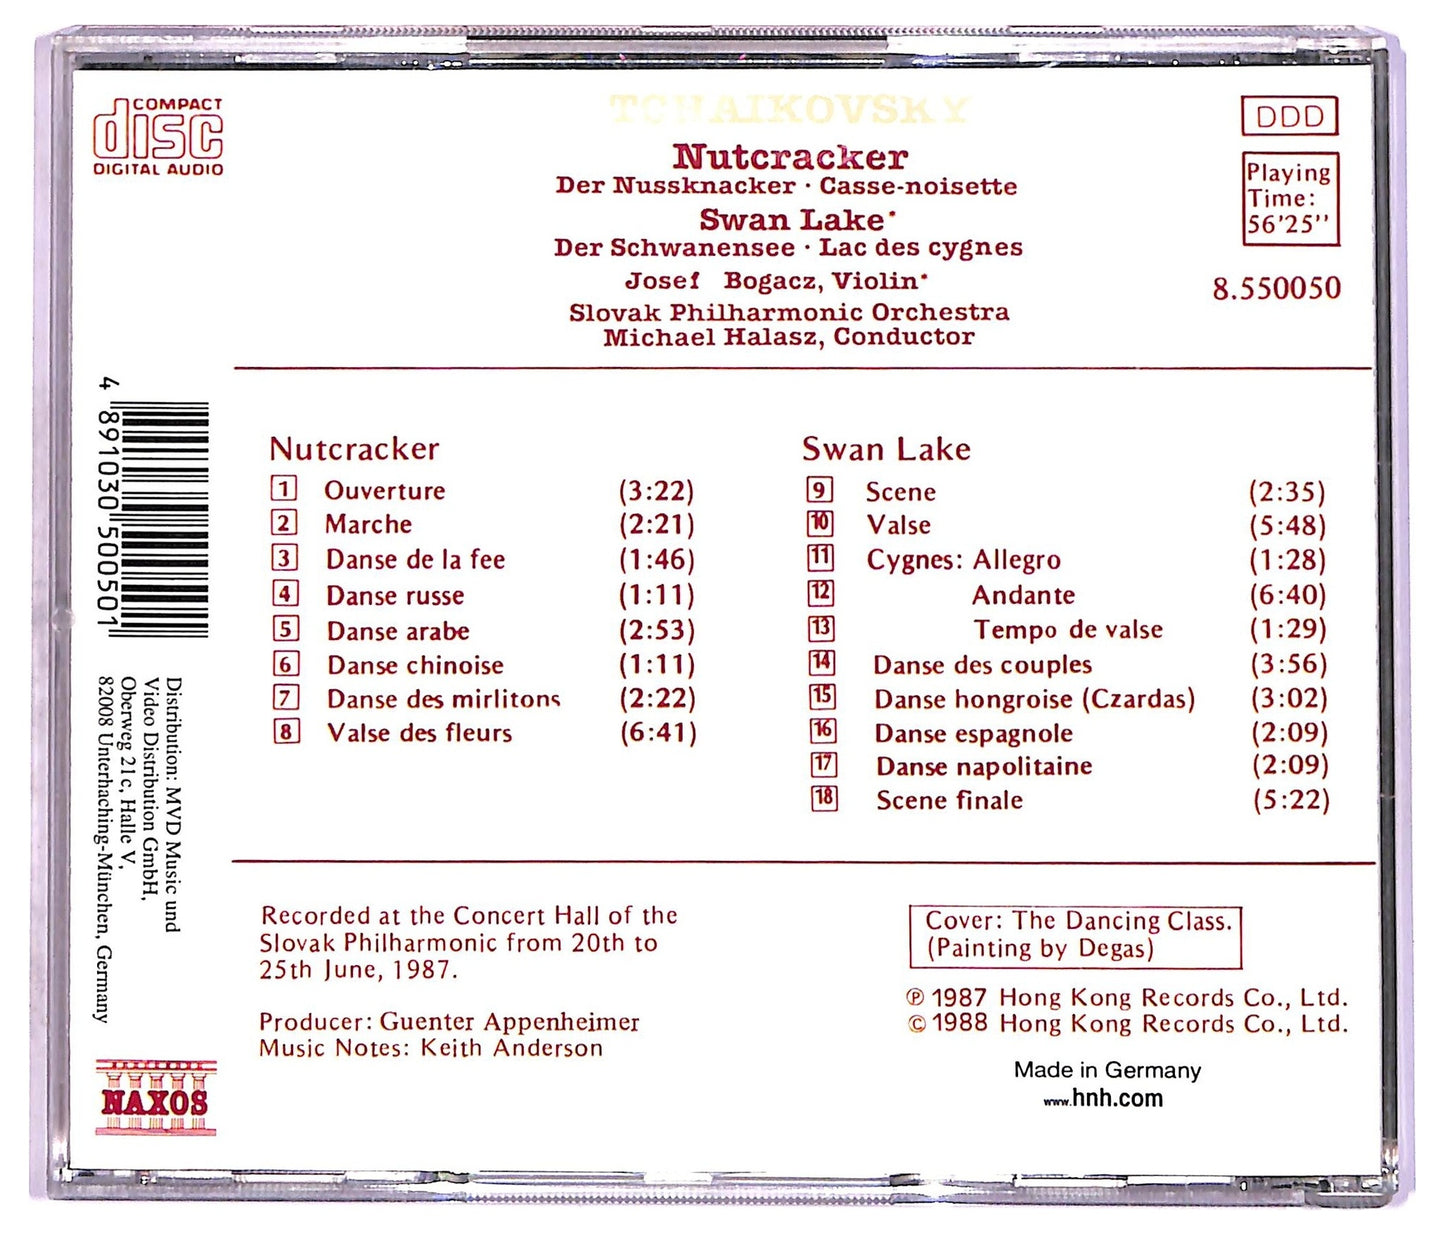 COMPACT
disc
DIGITAL AUDIO
TCHAIKOVSKY
Nutcracker
Der Nussknacker · Casse-noisette
Swan Lake*
Der Schwanensee · Lac des cygnes
Josef Bogacz, Violin*
Slovak Philharmonic Orchestra
Michael Halasz, Conductor
DDD
Playing
Time:
56'25''
8.550050
Nutcracker
1 Ouverture (3:22)
2 Marche (2:21)
3 Danse de la fee (1:46)
4 Danse russe (1:11)
5 Danse arabe (2:53)
6 Danse chinoise (1:11)
7 Danse des mirlitons (2:22)
8 Valse des fleurs (6:41)
Swan Lake
9 Scene (2:35)
10 Valse (5:48)
11 Cygnes: Allegro (1:28)
12 Andante (6:40)
13 Tempo de valse (1:29)
14 Danse des couples (3:56)
15 Danse hongroise (Czardas) (3:02)
16 Danse espagnole (2:09)
17 Danse napolitaine (2:09)
18 Scene finale (5:22)
4 891030 500501
Distribution: MVD Music und
Video Distribution GmbH,
Oberweg 21c, Halle V,
82008 Unterhaching-München, Germany
NAXOS
Recorded at the Concert Hall of the
Slovak Philharmonic from 20th to
25th June, 1987.
Producer: Guenter Appenheimer
Music Notes: Keith Anderson
Cover: The Dancing Class.
(Painting by Degas)
℗ 1987 Hong Kong Records Co., Ltd.
© 1988 Hong Kong Records Co., Ltd.
Made in Germany
www.hnh.com